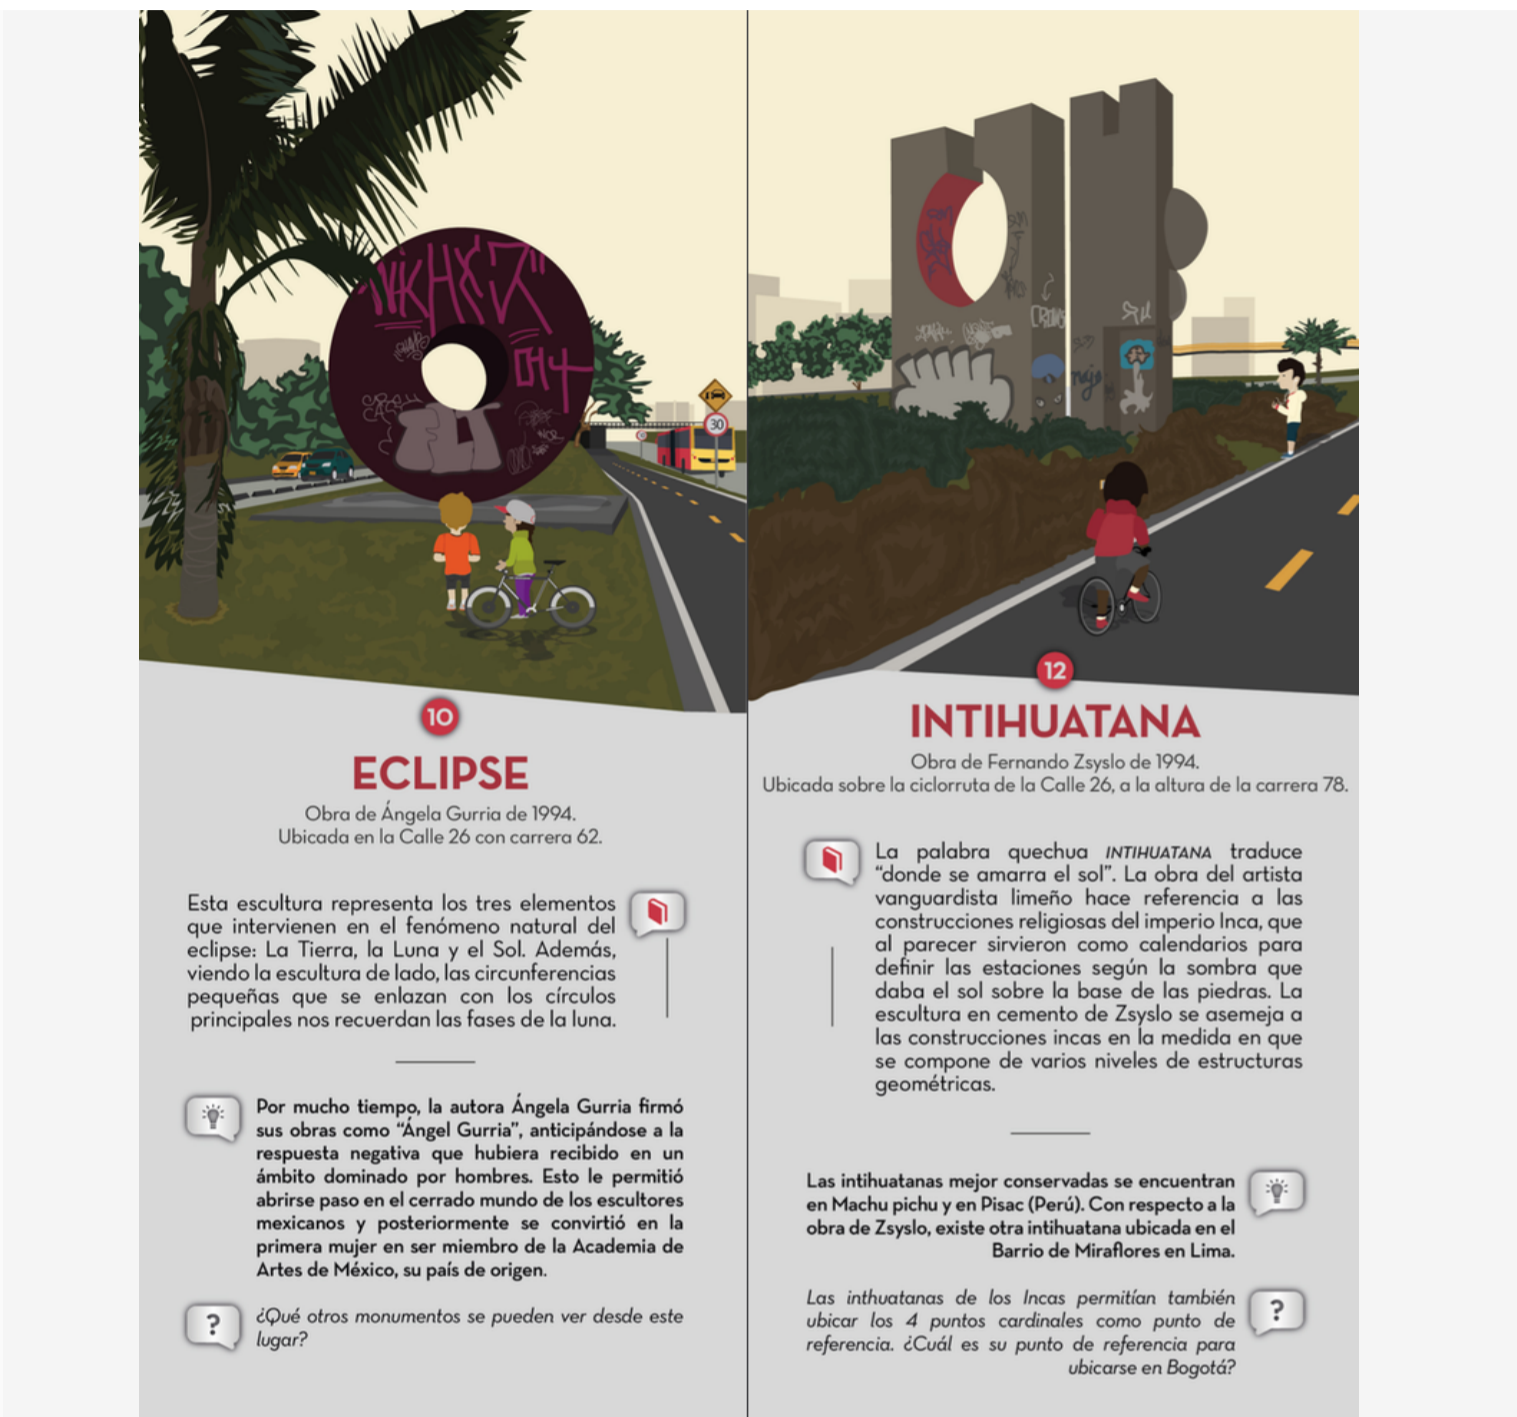 NICHEZ
014
30
10
ECLIPSE
Obra de Ángela Gurria de 1994.
Ubicada en la Calle 26 con carrera 62.
Esta escultura representa los tres elementos
que intervienen en el fenómeno natural del
eclipse: La Tierra, la Luna y el Sol. Además,
viendo la escultura de lado, las circunferencias
pequeñas que se enlazan con los círculos
principales nos recuerdan las fases de la luna.
Por mucho tiempo, la autora Ángela Gurria firmó
sus obras como “Ángel Gurria”, anticipándose a la
respuesta negativa que hubiera recibido en un
ámbito dominado por hombres. Esto le permitió
abrirse paso en el cerrado mundo de los escultores
mexicanos y posteriormente se convirtió en la
primera mujer en ser miembro de la Academia de
Artes de México, su país de origen.
?
¿Qué otros monumentos se pueden ver desde este
lugar?
CROWS
12
INTIHUATANA
Obra de Fernando Zsyslo de 1994.
Ubicada sobre la ciclorruta de la Calle 26, a la altura de la carrera 78.
La palabra quechua INTIHUATANA traduce
“donde se amarra el sol”. La obra del artista
vanguardista limeño hace referencia a las
construcciones religiosas del imperio Inca, que
al parecer sirvieron como calendarios para
definir las estaciones según la sombra que
daba el sol sobre la base de las piedras. La
escultura en cemento de Zsyslo se asemeja a
las construcciones incas en la medida en que
se compone de varios niveles de estructuras
geométricas.
Las intihuatanas mejor conservadas se encuentran
en Machu pichu y en Pisac (Perú). Con respecto a la
obra de Zsyslo, existe otra intihuatana ubicada en el
Barrio de Miraflores en Lima.
Las inthuatanas de los Incas permitían también
ubicar los 4 puntos cardinales como punto de
referencia. ¿Cuál es su punto de referencia para
ubicarse en Bogotá?
?